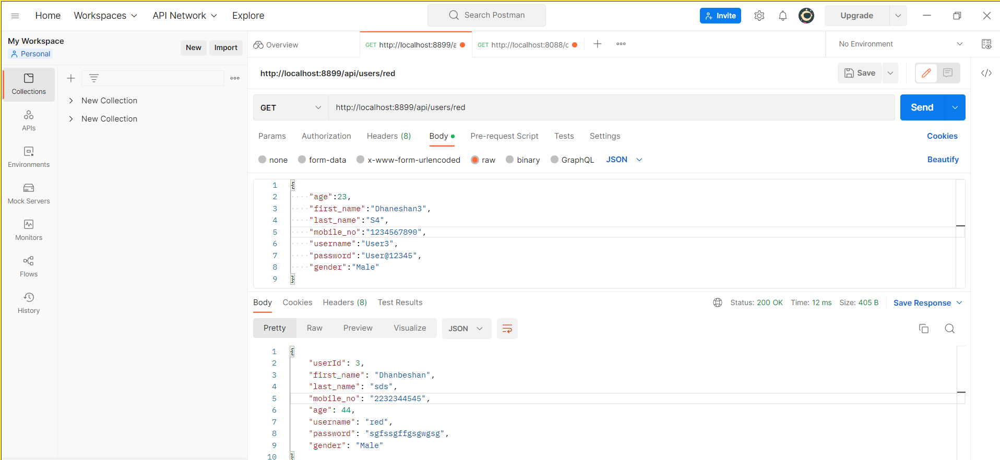 Home Workspaces API Network Explore Search Postman Invite Upgrade
My Workspace
Personal
New Import
Overview GET http://localhost:8899/a GET http://localhost:8088/c No Environment
Collections
APIs
Environments
Mock Servers
Monitors
Flows
History
New Collection
New Collection
http://localhost:8899/api/users/red Save
GET http://localhost:8899/api/users/red Send
Params Authorization Headers (8) Body Pre-request Script Tests Settings Cookies
none form-data x-www-form-urlencoded raw binary GraphQL JSON Beautify
1 {
2 "age":23,
3 "first_name":"Dhaneshan3",
4 "last_name":"S4",
5 "mobile_no":"1234567890",
6 "username":"User3",
7 "password":"User@12345",
8 "gender":"Male"
9 }
Body Cookies Headers (8) Test Results Status: 200 OK Time: 12 ms Size: 405 B Save Response
Pretty Raw Preview Visualize JSON
1 {
2 "userId": 3,
3 "first_name": "Dhanbeshan",
4 "last_name": "sds",
5 "mobile_no": "2232344545",
6 "age": 44,
7 "username": "red",
8 "password": "sgfssgffgsgwgsg",
9 "gender": "Male"
10 }